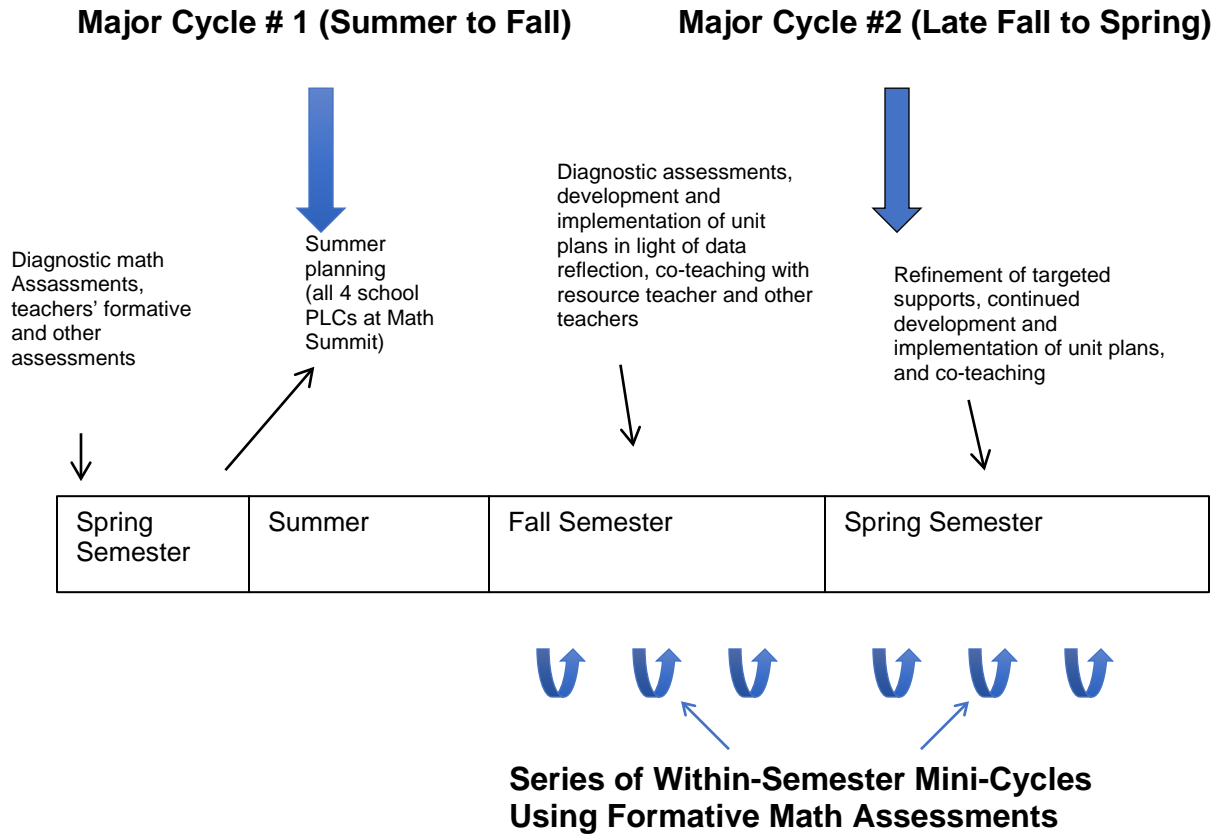 Major Cycle # 1 (Summer to Fall)
Major Cycle #2 (Late Fall to Spring)
Diagnostic math
Assassments,
teachers’ formative
and other
assessments
Summer
planning
(all 4 school
PLCs at Math
Summit)
Diagnostic assessments,
development and
implementation of unit
plans in light of data
reflection, co-teaching with
resource teacher and other
teachers
Refinement of targeted
supports, continued
development and
implementation of unit plans,
and co-teaching
Spring
Semester
Summer
Fall Semester
Spring Semester
Series of Within-Semester Mini-Cycles
Using Formative Math Assessments